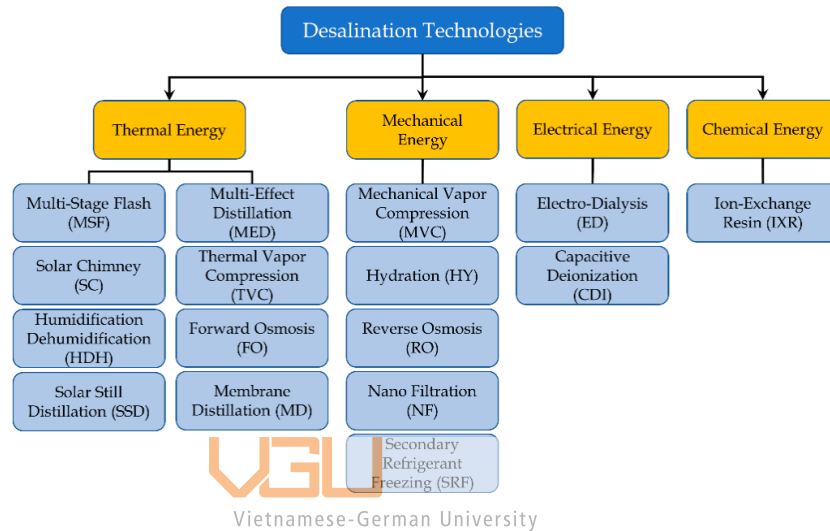 Desalination Technologies
Thermal Energy
Mechanical
Energy
Electrical Energy
Chemical Energy
Multi-Stage Flash
(MSF)
Solar Chimney
(SC)
Humidification
Dehumidification
(HDH)
Solar Still
Distillation (SSD)
Multi-Effect
Distillation
(MED)
Thermal Vapor
Compression
(TVC)
Forward Osmosis
(FO)
Membrane
Distillation (MD)
Mechanical Vapor
Compression
(MVC)
Hydration (HY)
Reverse Osmosis
(RO)
Nano Filtration
(NF)
Secondary
Refrigerant
Freezing (SRF)
Electro-Dialysis
(ED)
Capacitive
Deionization
(CDI)
Ion-Exchange
Resin (IXR)
VGU
Vietnamese-German University